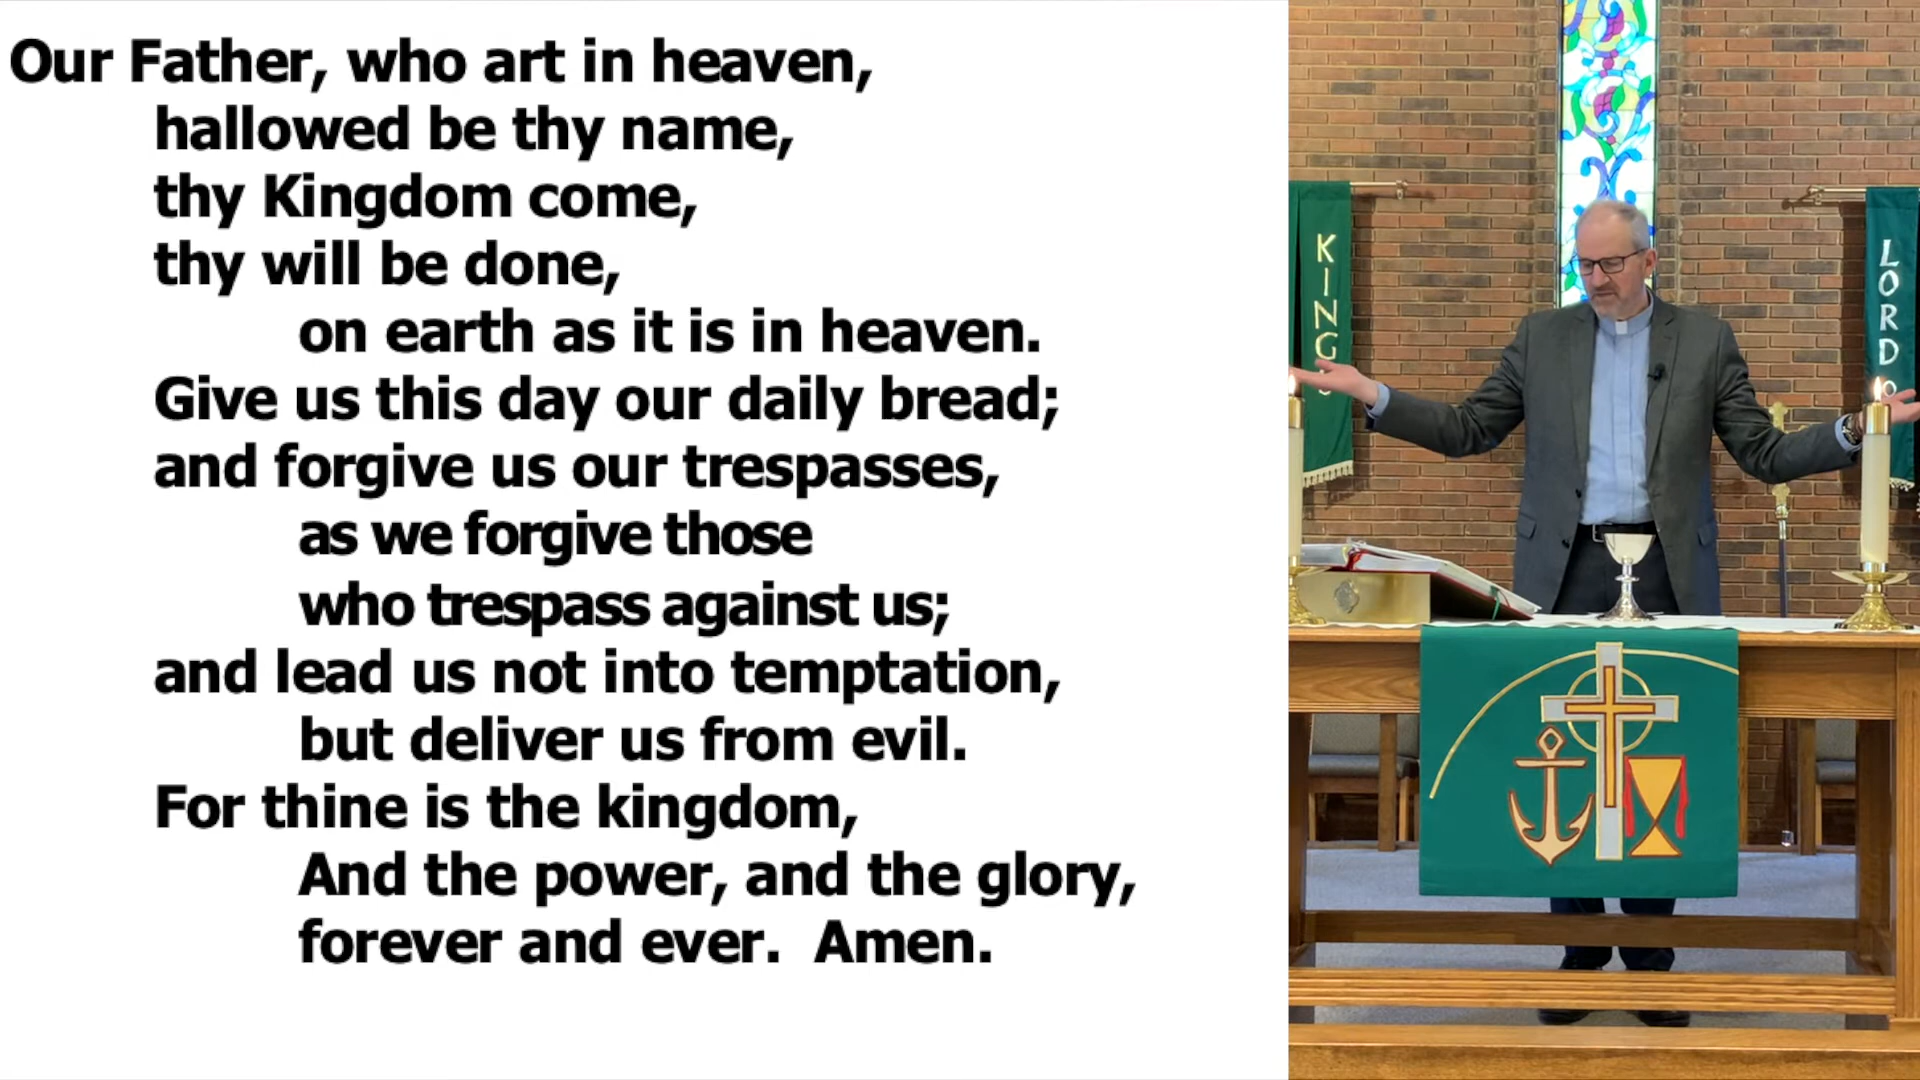 Our Father, who art in heaven,
hallowed be thy name,
thy Kingdom come,
thy will be done,
on earth as it is in heaven.
Give us this day our daily bread;
and forgive us our trespasses,
as we forgive those
who trespass against us;
and lead us not into temptation,
but deliver us from evil.
For thine is the kingdom,
And the power, and the glory,
forever and ever.  Amen.
KING
LORD